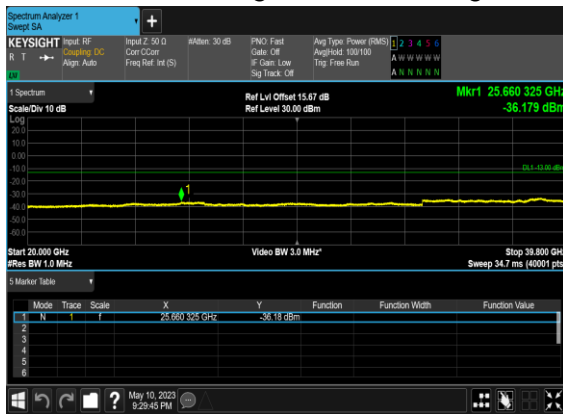 Spectrum Analyzer 1
Swept SA
KEYSIGHT Input: RF Input Z: 50 Ω #Atten: 30 dB PNO: Fast Avg Type: Power (RMS) 1 2 3 4 5 6
R T Coupling: DC Corr CCorr Gate: Off Avg|Hold: 100/100 A W W W W W
Align: Auto Freq Ref: Int (S) IF Gain: Low Trig: Free Run
Sig Track: Off A N N N N N
1 Spectrum Ref Lvl Offset 15.67 dB Mkr1 25.660 325 GHz
Scale/Div 10 dB Ref Level 30.00 dBm -36.179 dBm
Log
20.0
10.0
0.00
-10.0 DL1 -13.00 dBm
-20.0
-30.0 1
-40.0
-50.0
-60.0
Start 20.000 GHz Video BW 3.0 MHz* Stop 39.800 GHz
#Res BW 1.0 MHz Sweep 34.7 ms (40001 pts)
5 Marker Table
Mode Trace Scale X Y Function Function Width Function Value
1 N 1 f 25.660 325 GHz -36.18 dBm
2
3
4
5
6
May 10, 2023
9:29:45 PM